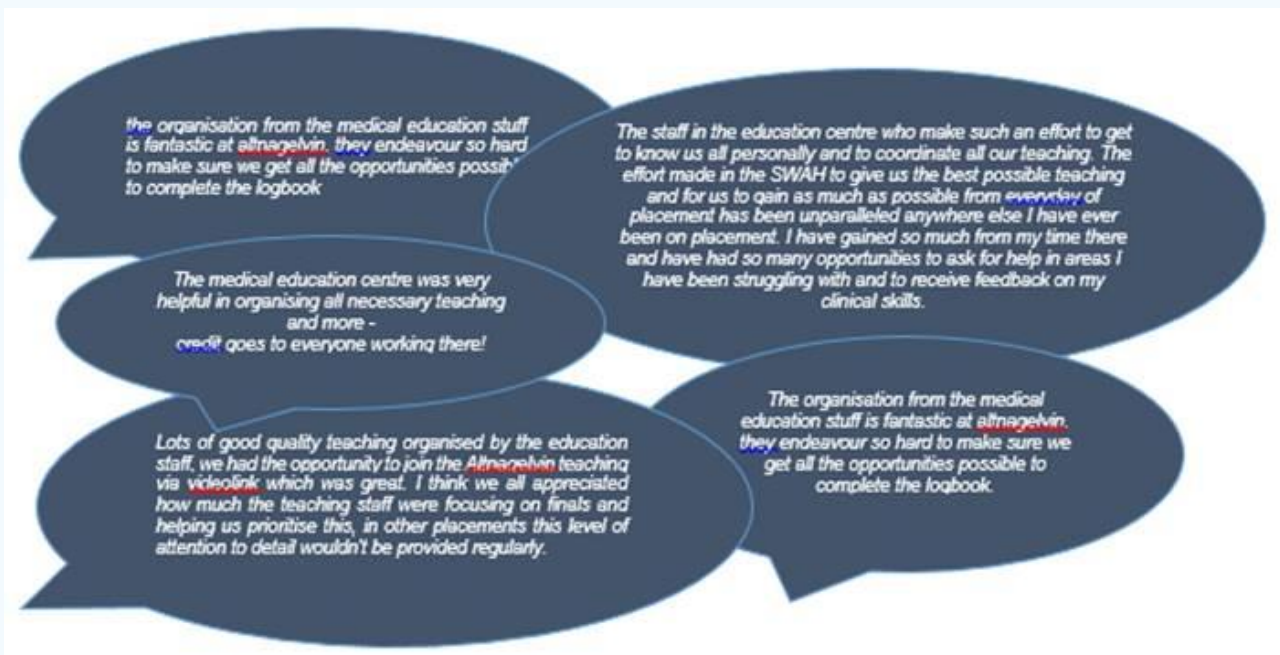 the organisation from the medical education stuff
is fantastic at altnagelvin. they endeavour so hard
to make sure we get all the opportunities possib
to complete the logbook
The staff in the education centre who make such an effort to get
to know us all personally and to coordinate all our teaching. The
effort made in the SWAH to give us the best possible teaching
and for us to gain as much as possible from everyday of
placement has been unparalleled anywhere else I have ever
been on placement. I have gained so much from my time there
and have had so many opportunities to ask for help in areas I
have been struggling with and to receive feedback on my
clinical skills.
The medical education centre was very
helpful in organising all necessary teaching
and more -
credit goes to everyone working there!
Lots of good quality teaching organised by the education
staff, we had the opportunity to join the Altnagelvin teaching
via videolink which was great. I think we all appreciated
how much the teaching staff were focusing on finals and
helping us prioritise this, in other placements this level of
attention to detail wouldn't be provided regularly.
The organisation from the medical
education stuff is fantastic at altnagelvin.
they endeavour so hard to make sure we
get all the opportunities possible to
complete the logbook.